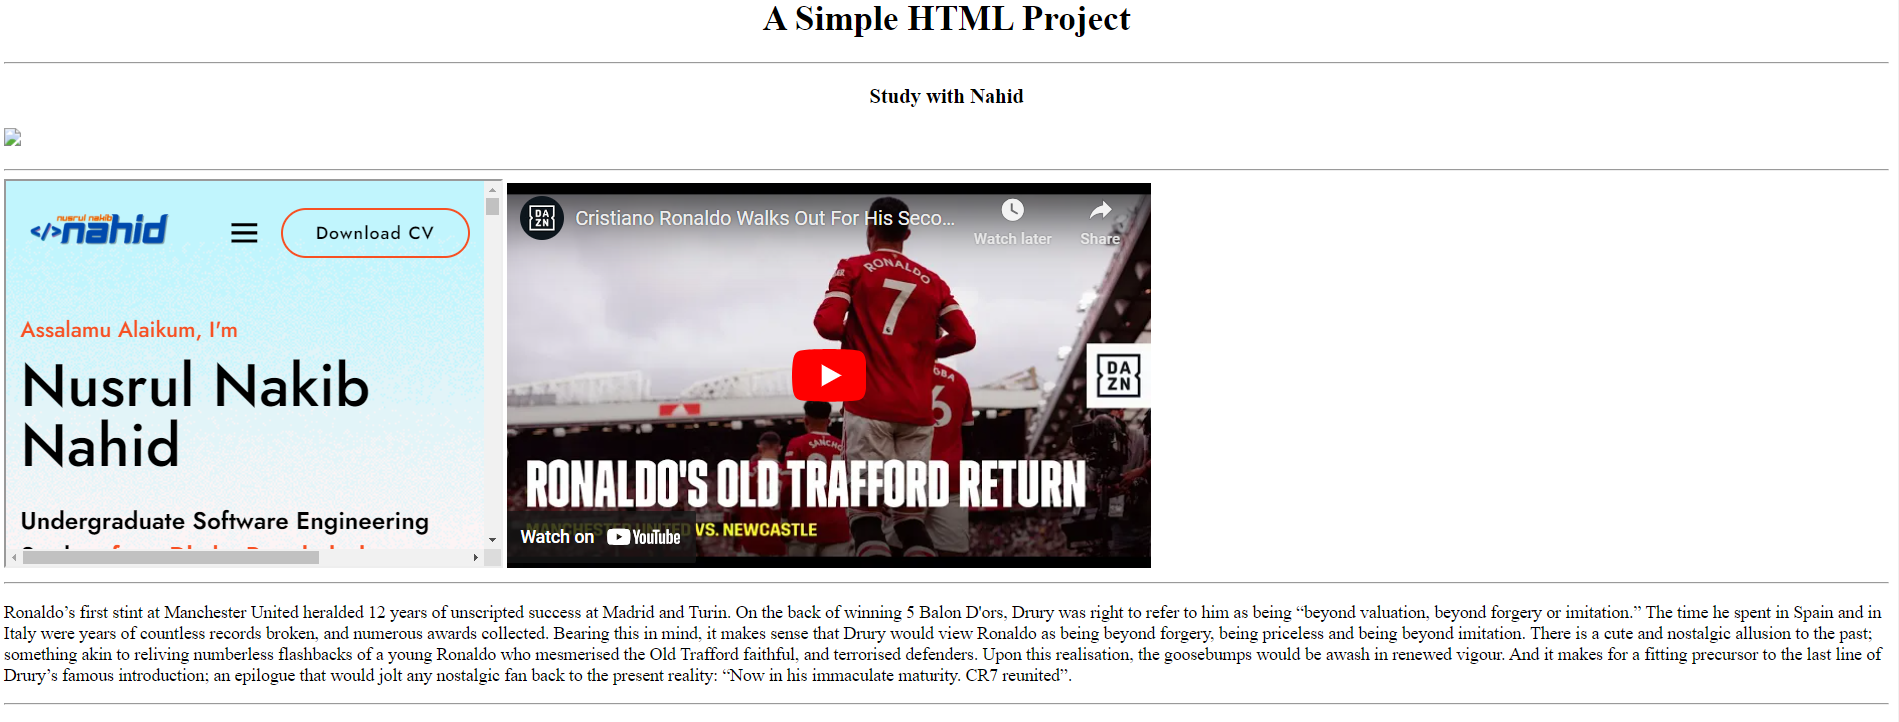 A Simple HTML Project
Study with Nahid
nusrul nakib
</>nahid
Download CV
Assalamu Alaikum, I'm
Nusrul Nakib
Nahid
Undergraduate Software Engineering
DA
ZN
Cristiano Ronaldo Walks Out For His Seco...
Watch later
Share
RONALDO
7
6
SANCHO
DA
ZN
RONALDO'S OLD TRAFFORD RETURN
MANCHESTER UNITED VS. NEWCASTLE
Watch on YouTube
Ronaldo’s first stint at Manchester United heralded 12 years of unscripted success at Madrid and Turin. On the back of winning 5 Balon D'ors, Drury was right to refer to him as being “beyond valuation, beyond forgery or imitation.” The time he spent in Spain and in
Italy were years of countless records broken, and numerous awards collected. Bearing this in mind, it makes sense that Drury would view Ronaldo as being beyond forgery, being priceless and being beyond imitation. There is a cute and nostalgic allusion to the past;
something akin to reliving numberless flashbacks of a young Ronaldo who mesmerised the Old Trafford faithful, and terrorised defenders. Upon this realisation, the goosebumps would be awash in renewed vigour. And it makes for a fitting precursor to the last line of
Drury’s famous introduction; an epilogue that would jolt any nostalgic fan back to the present reality: “Now in his immaculate maturity. CR7 reunited”.